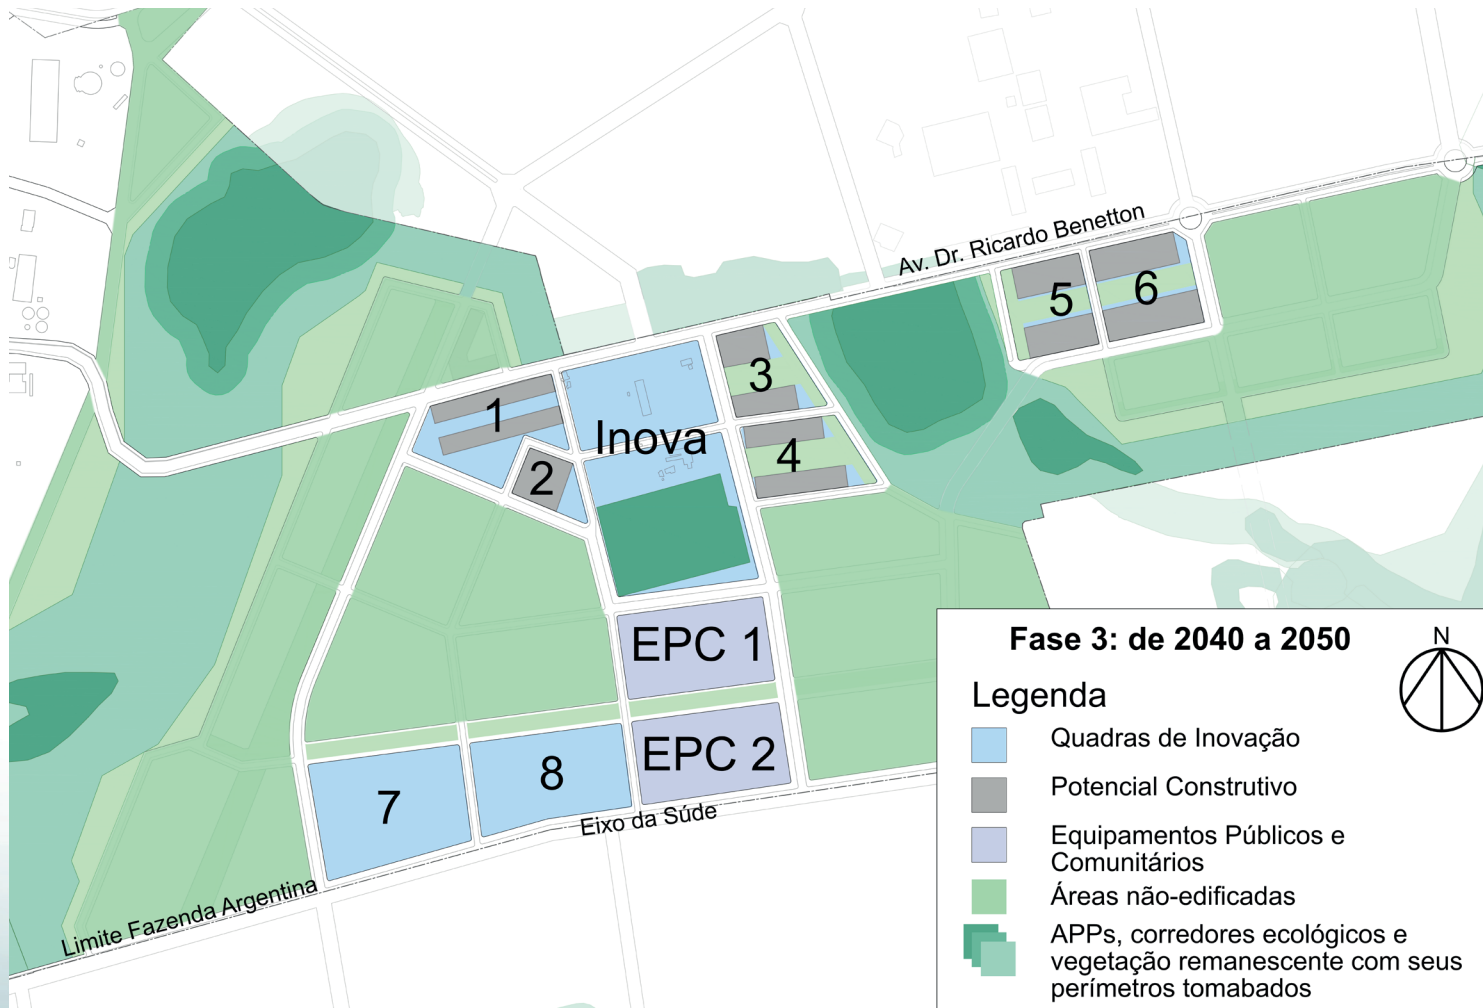 Av. Dr. Ricardo Benetton
5
6
3
1
Inova
4
2
EPC 1
EPC 2
8
7
Eixo da Súde
Limite Fazenda Argentina
Fase 3: de 2040 a 2050
N
Legenda
Quadras de Inovação
Potencial Construtivo
Equipamentos Públicos e
Comunitários
Áreas não-edificadas
APPs, corredores ecológicos e
vegetação remanescente com seus
perímetros tomabados